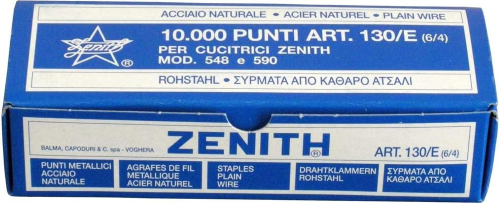 ACCIAIO NATURALE • ACIER NATUREL • PLAIN WIRE
Zenith
®
10.000 PUNTI ART. 130/E (6/4)
PER CUCITRICI ZENITH
MOD. 548 e 590
ROHSTAHL • ΣΥΡΜΑΤΑ ΑΠΟ ΚΑΘΑΡΟ ΑΤΣΑΛΙ
BALMA, CAPODURI & C. spa - VOGHERA
ZENITH®
ART. 130/E (6/4)
PUNTI METALLICI
ACCIAIO
NATURALE
AGRAFES DE FIL
METALLIQUE
ACIER NATUREL
STAPLES
PLAIN
WIRE
DRAHTKLAMMERN
ROHSTAHL
ΣΥΡΜΑΤΑ ΑΠΟ
ΚΑΘΑΡΟ ΑΤΣΑΛΙ